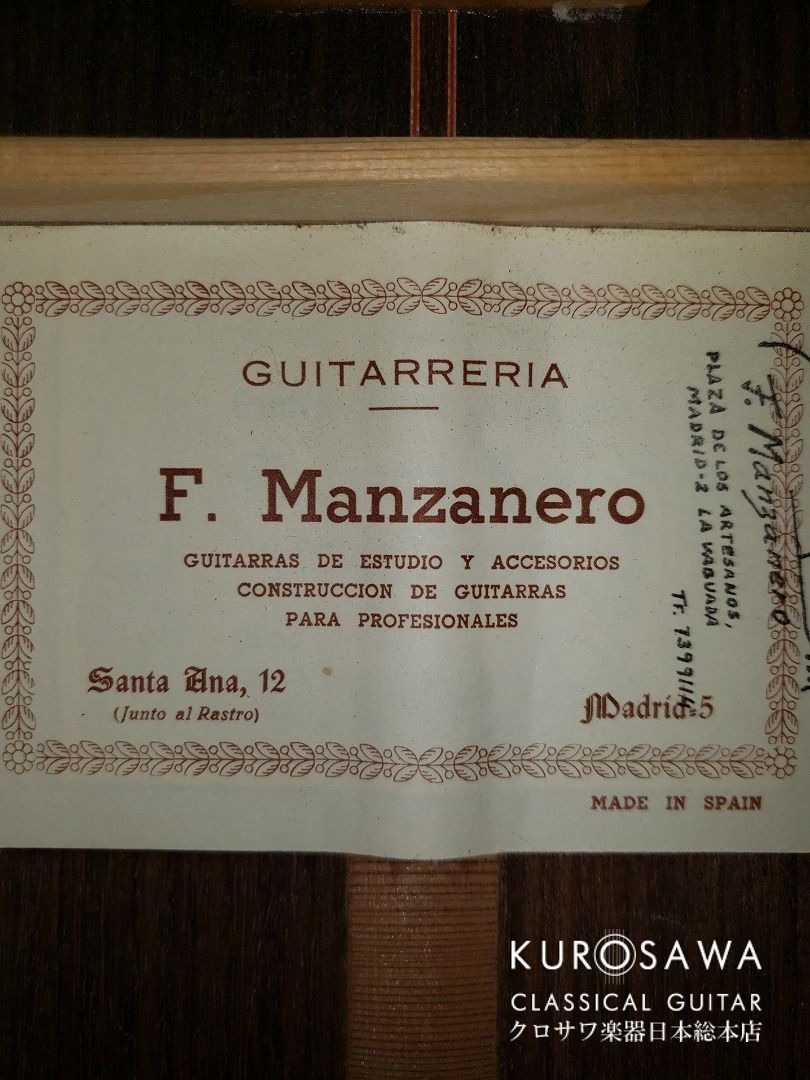 GUITARRERIA
F. Manzanero
GUITARRAS DE ESTUDIO Y ACCESORIOS
CONSTRUCCION DE GUITARRAS
PARA PROFESIONALES
Santa Ana, 12
(Junto al Rastro)
Madrid-5
MADE IN SPAIN
F. Manzanero
PLAZA DE LOS ARTESANOS,
MADRID-2 LA VAGUADA
Tf. 7399114
KUROSAWA
CLASSICAL GUITAR
クロサワ楽器日本総本店